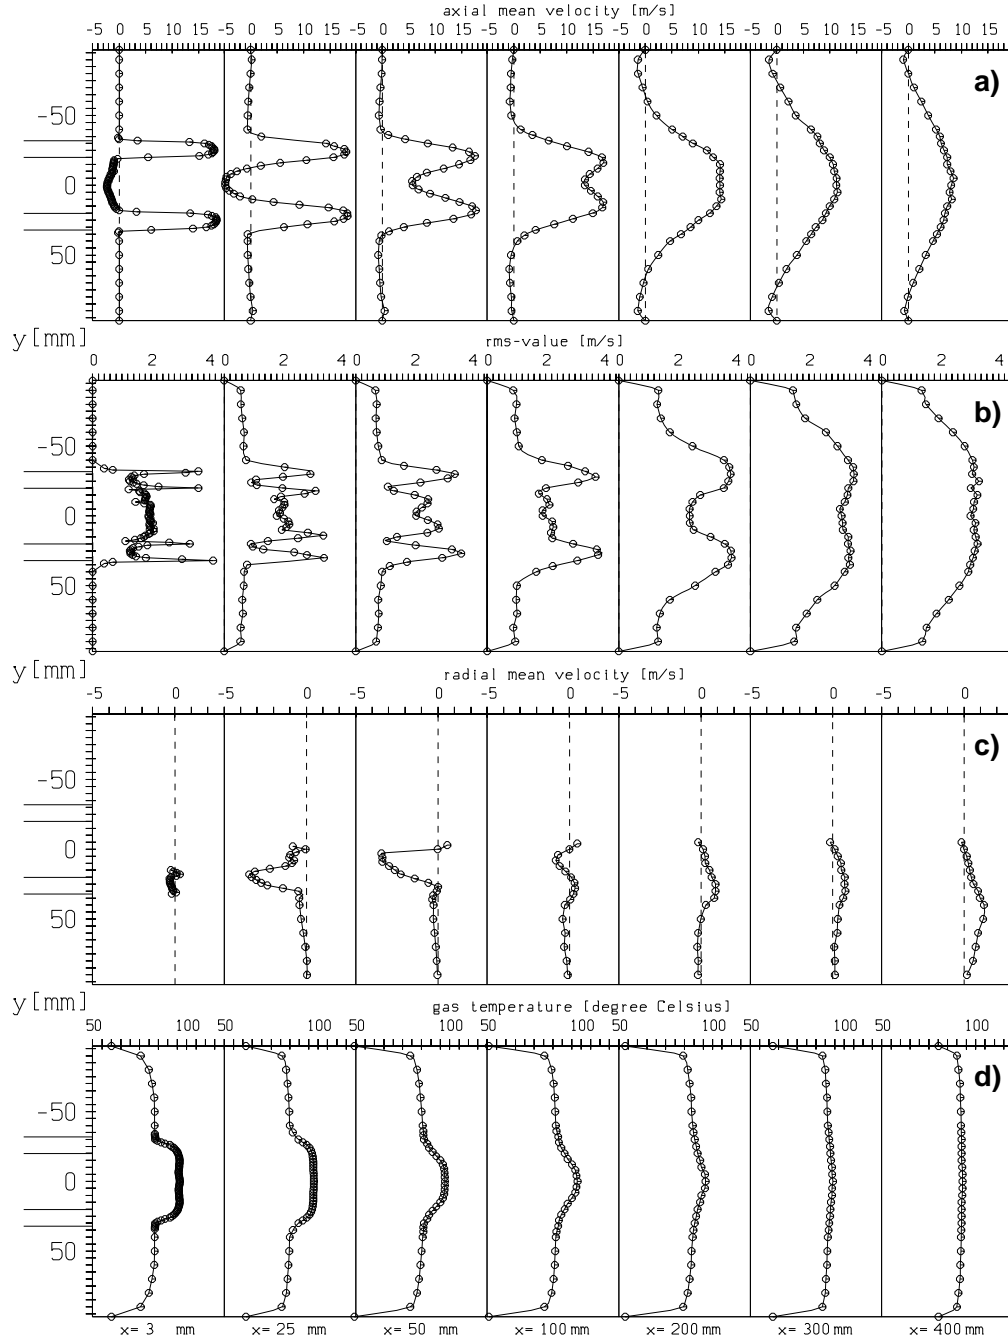 axial mean velocity [m/s]
-5 0 5 10 15 -5 0 5 10 15 -5 0 5 10 15 -5 0 5 10 15 -5 0 5 10 15 -5 0 5 10 15 -5 0 5 10 15
a)
-50
0
50
y[mm]
rms-value [m/s]
0 2 4 0 2 4 0 2 4 0 2 4 0 2 4 0 2 4 0 2 4
b)
-50
0
50
y[mm]
radial mean velocity [m/s]
-5 0 -5 0 -5 0 -5 0 -5 0 -5 0 -5 0
c)
-50
0
50
y[mm]
gas temperature [degree Celsius]
50 100 50 100 50 100 50 100 50 100 50 100 50 100
d)
-50
0
50
x= 3 mm x= 25 mm x= 50 mm x= 100 mm x= 200 mm x= 300 mm x= 400 mm